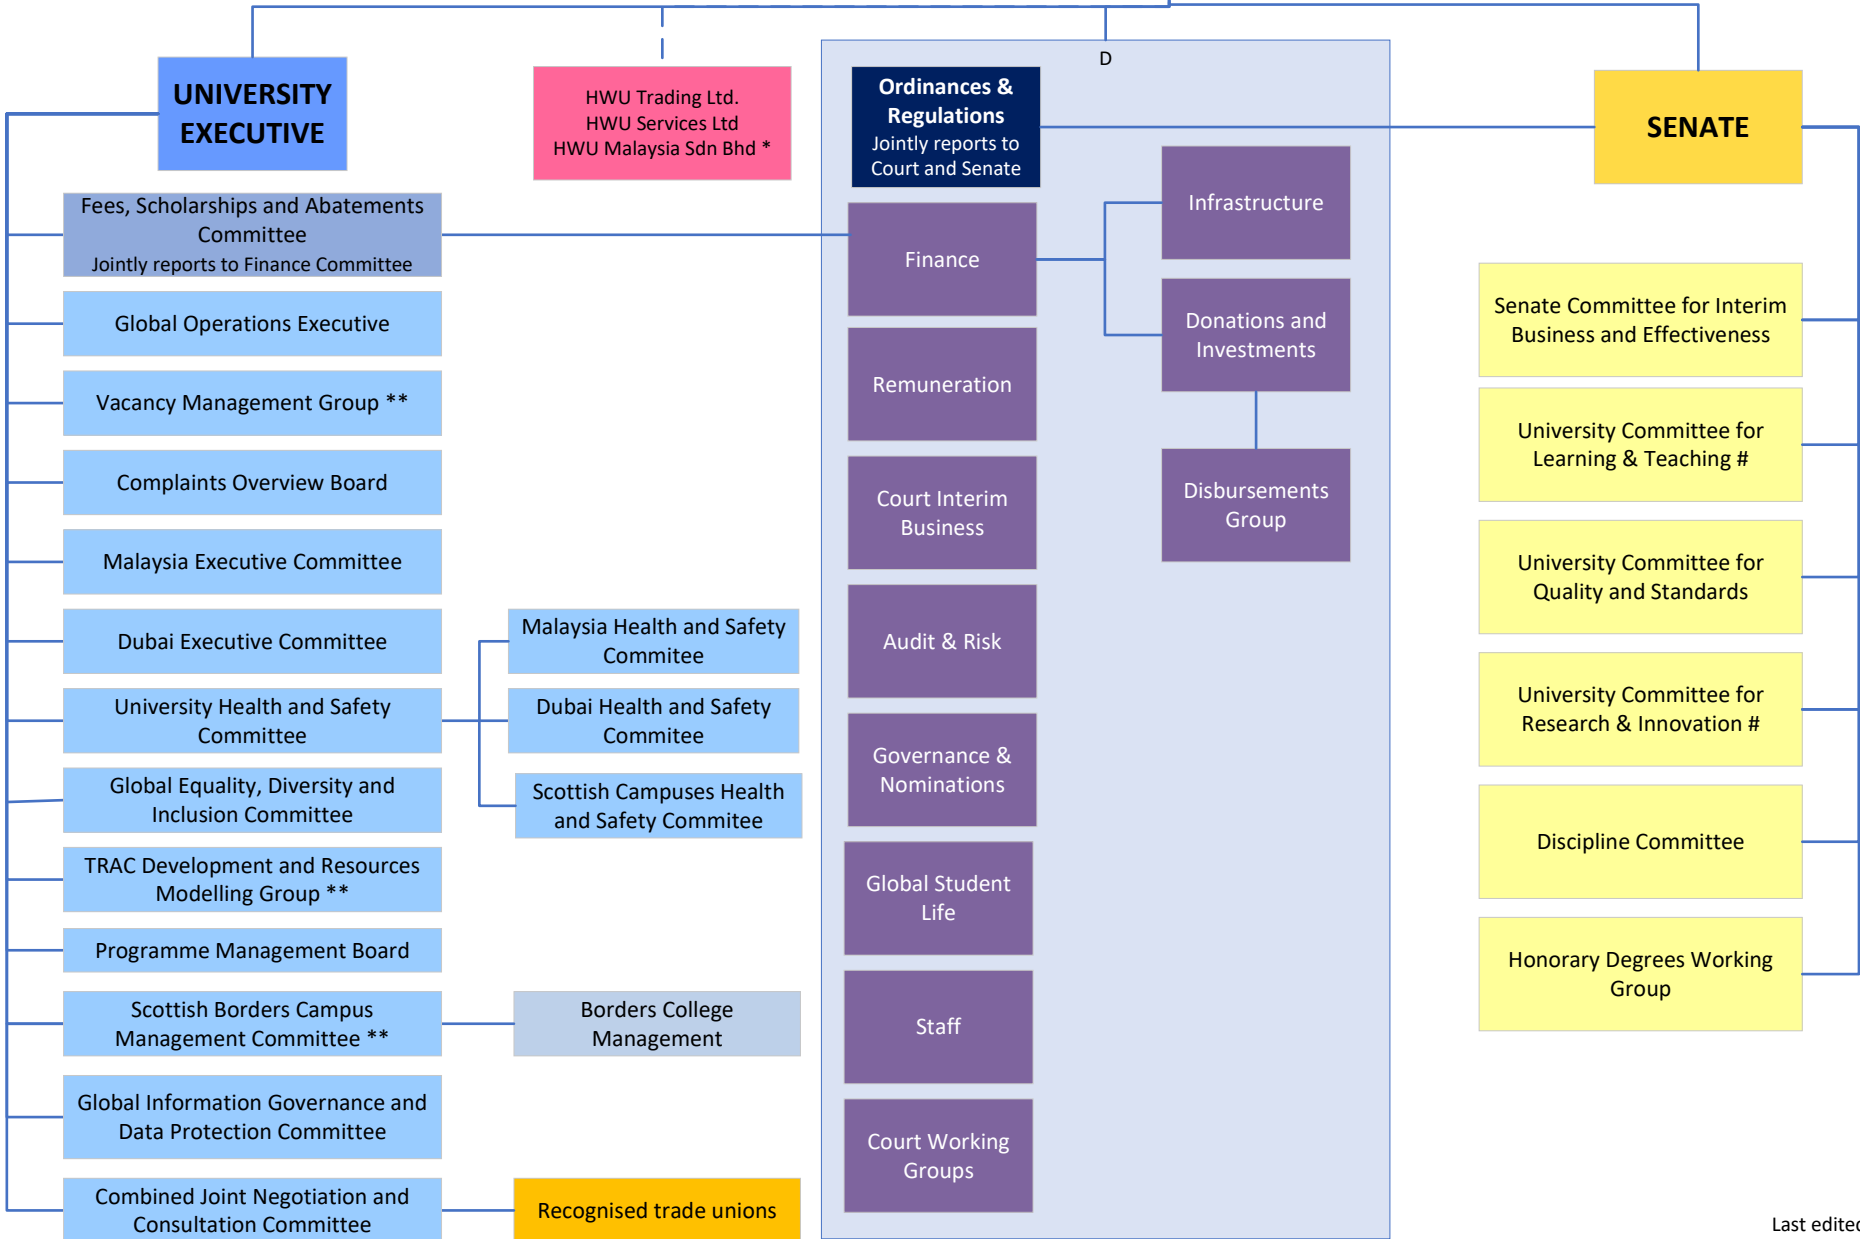 D
UNIVERSITY
EXECUTIVE
HWU Trading Ltd.
HWU Services Ltd
HWU Malaysia Sdn Bhd *
Ordinances &
Regulations
Jointly reports to
Court and Senate
SENATE
Fees, Scholarships and Abatements
Committee
Jointly reports to Finance Committee
Global Operations Executive
Vacancy Management Group **
Complaints Overview Board
Malaysia Executive Committee
Dubai Executive Committee
University Health and Safety
Committee
Global Equality, Diversity and
Inclusion Committee
TRAC Development and Resources
Modelling Group **
Programme Management Board
Scottish Borders Campus
Management Committee **
Global Information Governance and
Data Protection Committee
Combined Joint Negotiation and
Consultation Committee
Malaysia Health and Safety
Commitee
Dubai Health and Safety
Commitee
Scottish Campuses Health
and Safety Commitee
Borders College
Management
Recognised trade unions
Finance
Remuneration
Court Interim
Business
Audit & Risk
Governance &
Nominations
Global Student
Life
Staff
Court Working
Groups
Infrastructure
Donations and
Investments
Disbursements
Group
Senate Committee for Interim
Business and Effectiveness
University Committee for
Learning & Teaching #
University Committee for
Quality and Standards
University Committee for
Research & Innovation #
Discipline Committee
Honorary Degrees Working
Group
Last edited